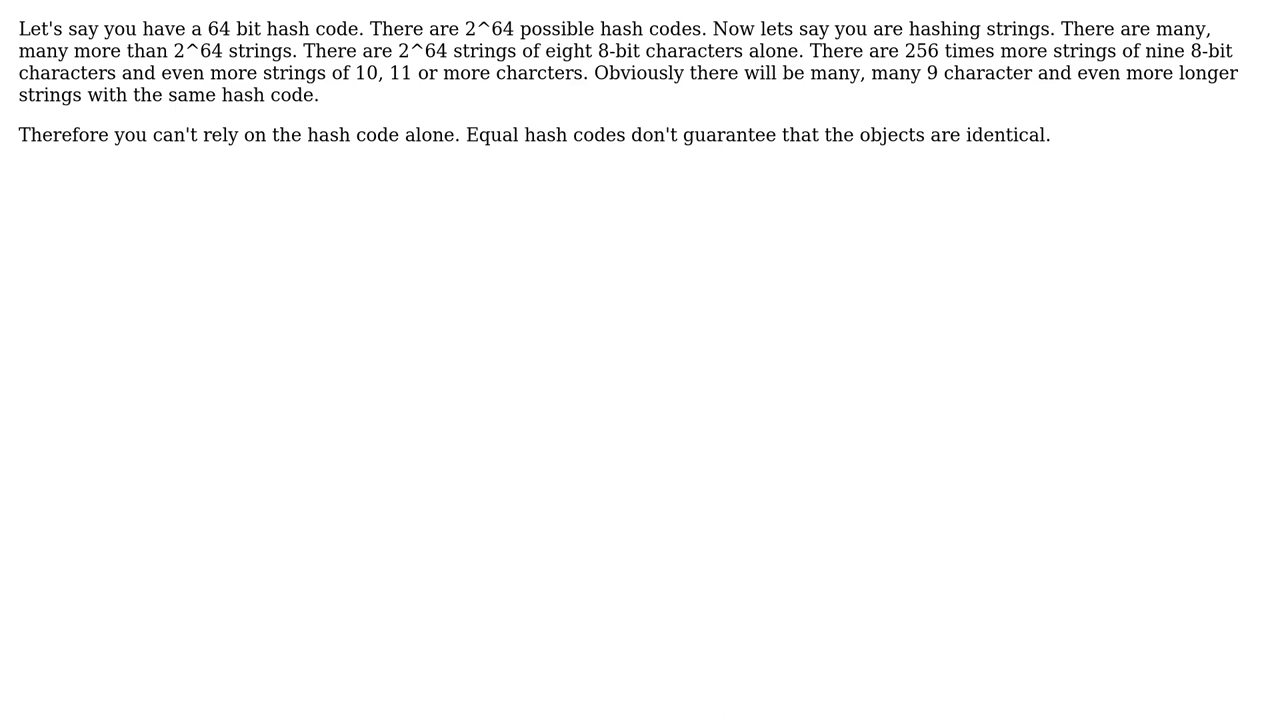 Let's say you have a 64 bit hash code. There are 2^64 possible hash codes. Now lets say you are hashing strings. There are many,
many more than 2^64 strings. There are 2^64 strings of eight 8-bit characters alone. There are 256 times more strings of nine 8-bit
characters and even more strings of 10, 11 or more charcters. Obviously there will be many, many 9 character and even more longer
strings with the same hash code.
Therefore you can't rely on the hash code alone. Equal hash codes don't guarantee that the objects are identical.